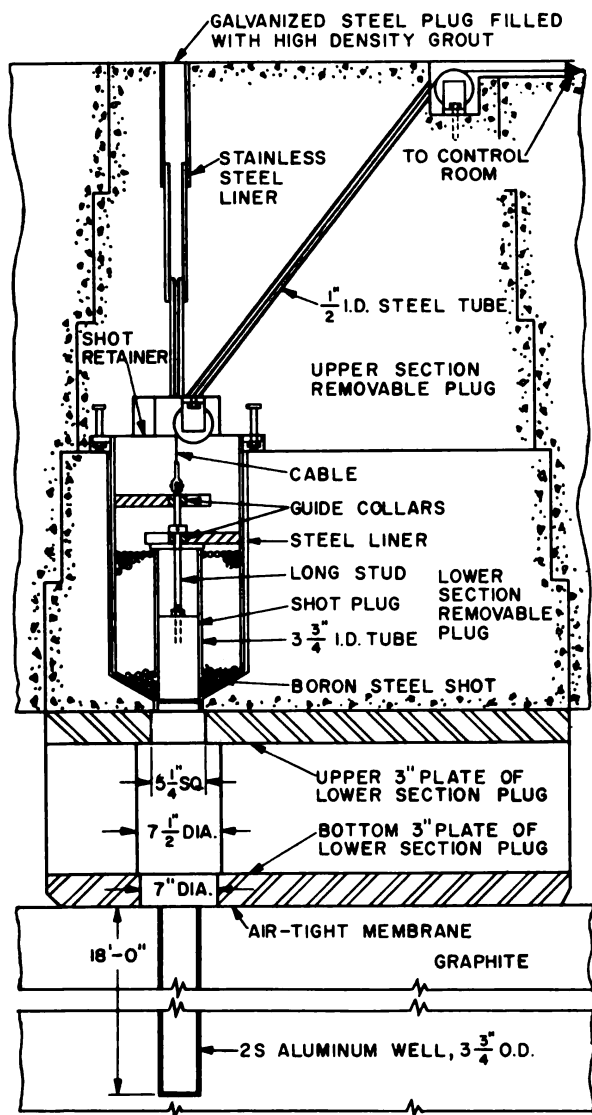 GALVANIZED STEEL PLUG FILLED
WITH HIGH DENSITY GROUT
STAINLESS
STEEL
LINER
TO CONTROL
ROOM
1/2" I.D. STEEL TUBE
SHOT
RETAINER
UPPER SECTION
REMOVABLE PLUG
CABLE
GUIDE COLLARS
STEEL LINER
LONG STUD
SHOT PLUG
3 3/4" I.D. TUBE
LOWER
SECTION
REMOVABLE
PLUG
BORON STEEL SHOT
5 1/4" SQ.
UPPER 3" PLATE OF
LOWER SECTION PLUG
7 1/2" DIA.
BOTTOM 3" PLATE OF
LOWER SECTION PLUG
7" DIA.
AIR-TIGHT MEMBRANE
18'-0"
GRAPHITE
2S ALUMINUM WELL, 3 3/4" O.D.